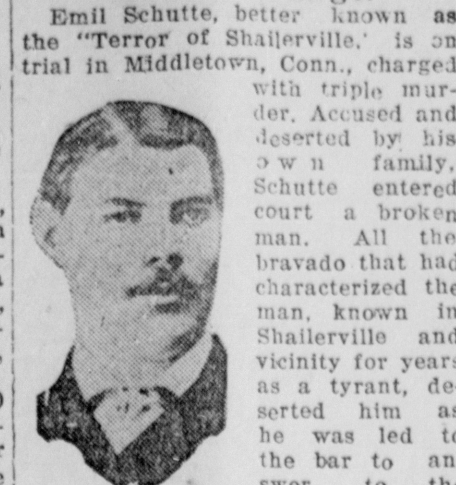 Emil Schutte, better known as
the "Terror of Shailerville,' is on
trial in Middletown, Conn., charged
with triple mur-
der. Accused and
deserted by his
own family,
Schutte entered
court a broken
man. All the
bravado that had
characterized the
man, known in
Shailerville and
vicinity for years
as a tyrant, de-
serted him as
he was led to
the bar to an
swer to the